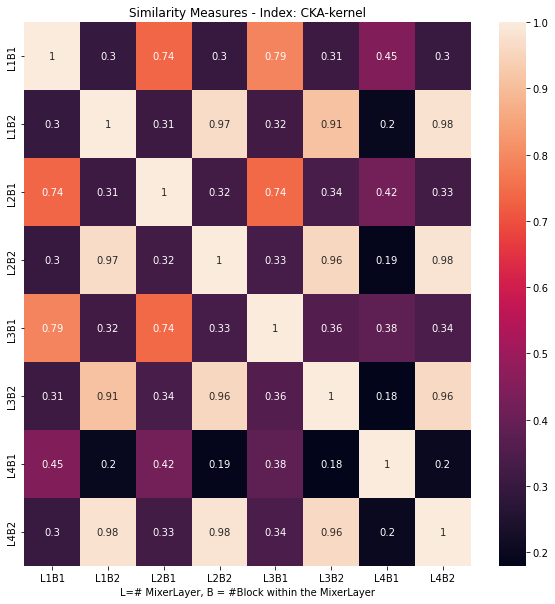 Similarity Measures - Index: CKA-kernel
L1B1 1 0.3 0.74 0.3 0.79 0.31 0.45 0.3
L1B2 0.3 1 0.31 0.97 0.32 0.91 0.2 0.98
L2B1 0.74 0.31 1 0.32 0.74 0.34 0.42 0.33
L2B2 0.3 0.97 0.32 1 0.33 0.96 0.19 0.98
L3B1 0.79 0.32 0.74 0.33 1 0.36 0.38 0.34
L3B2 0.31 0.91 0.34 0.96 0.36 1 0.18 0.96
L4B1 0.45 0.2 0.42 0.19 0.38 0.18 1 0.2
L4B2 0.3 0.98 0.33 0.98 0.34 0.96 0.2 1
L1B1 L1B2 L2B1 L2B2 L3B1 L3B2 L4B1 L4B2
L=# MixerLayer, B = #Block within the MixerLayer
1.0
0.9
0.8
0.7
0.6
0.5
0.4
0.3
0.2